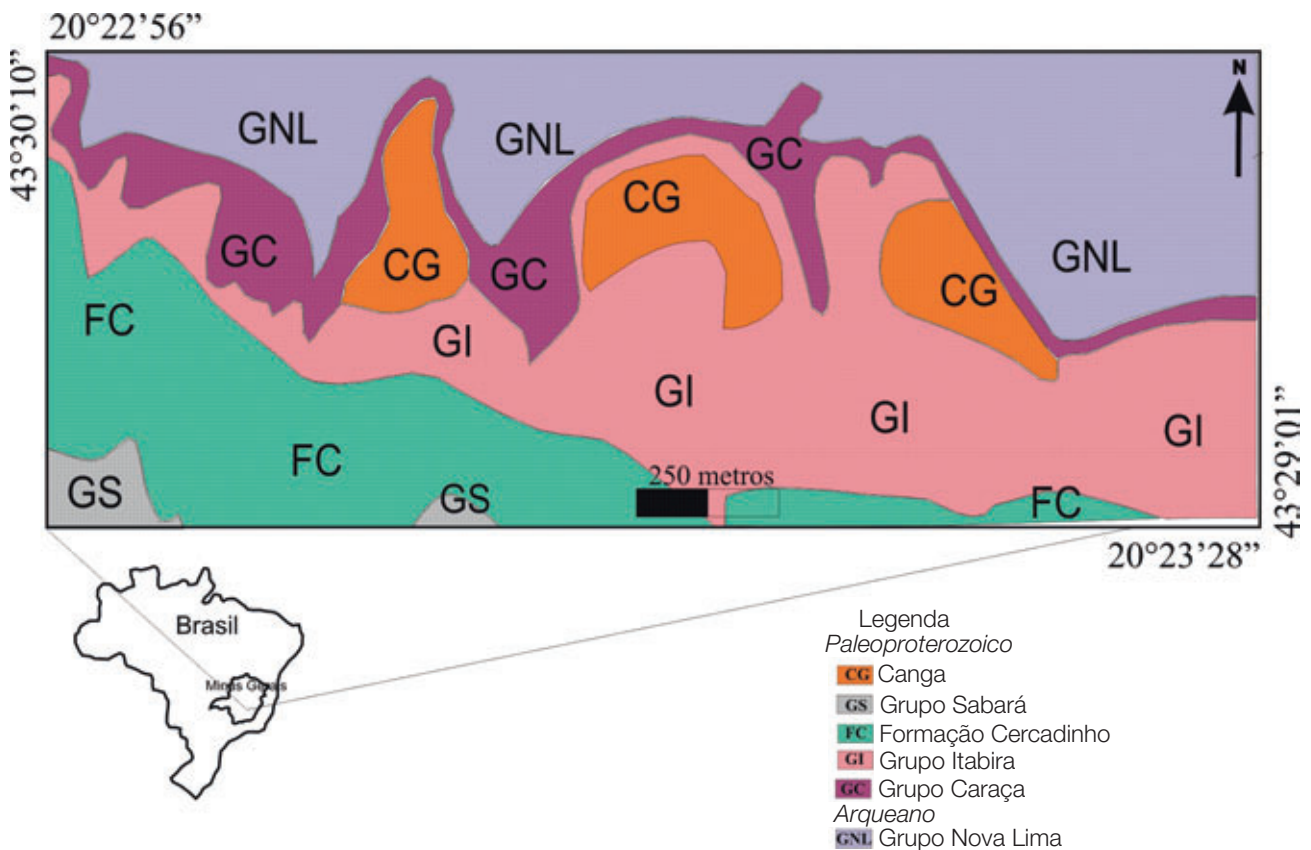 20°22’56”
43°30’10”
N
GNL
GNL
GC
CG
GC
CG
GC
CG
GNL
FC
GI
GI
GI
GI
FC
GS
GS
250 metros
FC
43°29’01”
20°23’28”
Brasil
Minas Gerais
Legenda
Paleoproterozoico
CG Canga
GS Grupo Sabará
FC Formação Cercadinho
GI Grupo Itabira
GC Grupo Caraça
Arqueano
GNL Grupo Nova Lima